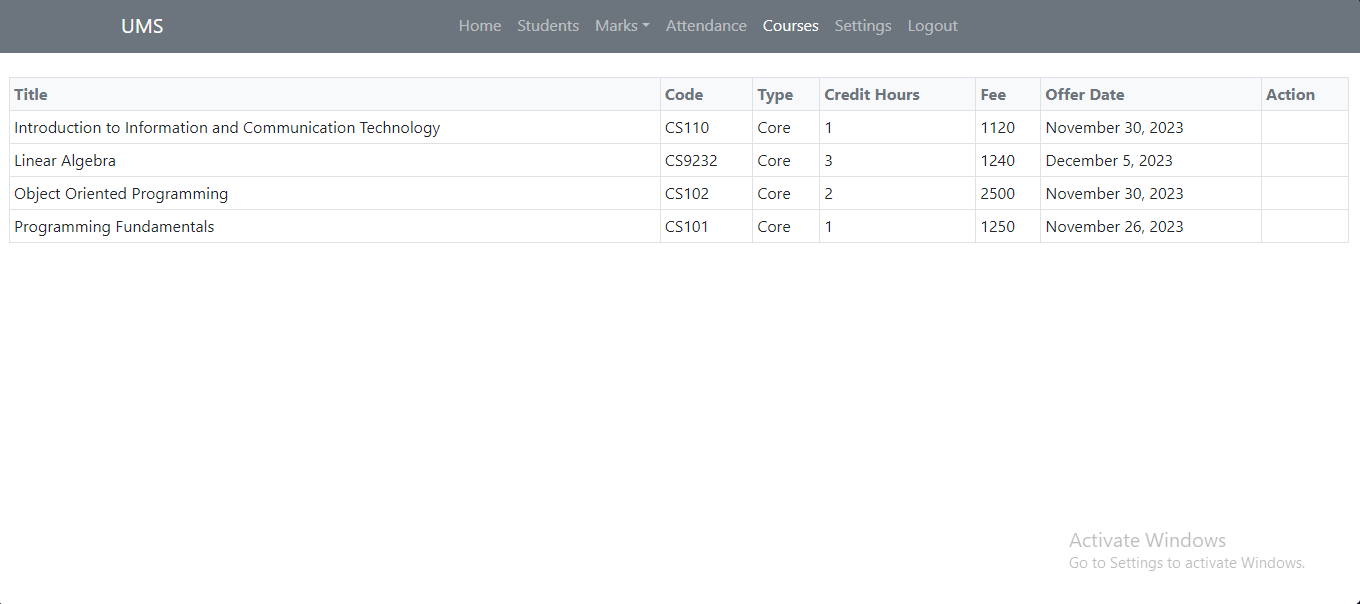 UMS Home Students Marks Attendance Courses Settings Logout
Title Code Type Credit Hours Fee Offer Date Action
Introduction to Information and Communication Technology CS110 Core 1 1120 November 30, 2023
Linear Algebra CS9232 Core 3 1240 December 5, 2023
Object Oriented Programming CS102 Core 2 2500 November 30, 2023
Programming Fundamentals CS101 Core 1 1250 November 26, 2023
Activate Windows
Go to Settings to activate Windows.